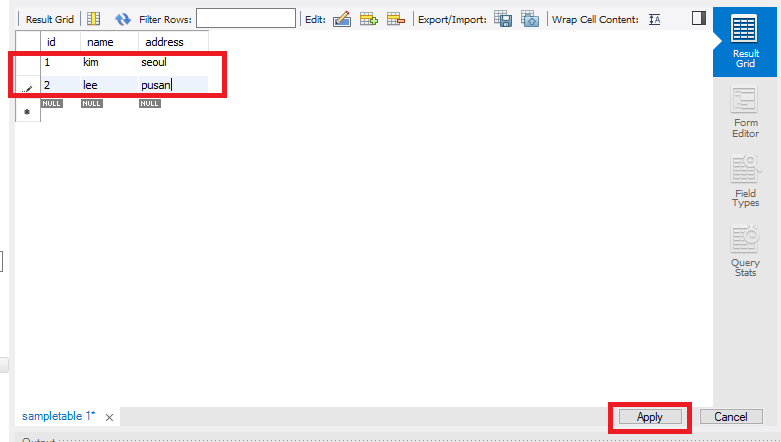 Result Grid Filter Rows: Edit: Export/Import: Wrap Cell Content:
id name address
1 kim seoul
2 lee pusan
NULL NULL NULL
Result
Grid
Form
Editor
Field
Types
Query
Stats
sampletable 1* Apply Cancel
Output